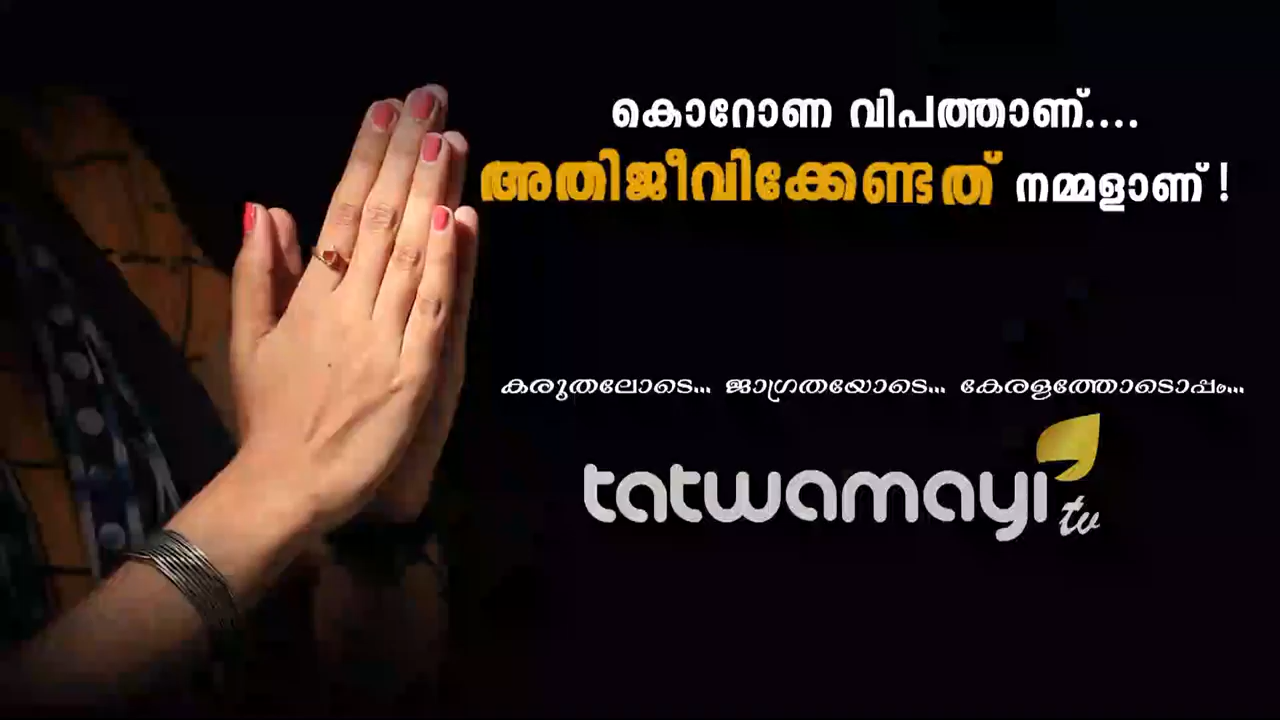 കൊറോണ വിപത്താണ്....
അതിജീവിക്കേണ്ടത് നമ്മളാണ് !
കരുതലോടെ... ജാഗ്രതയോടെ... കേരളത്തോടൊപ്പം...
tatwamayi
tv